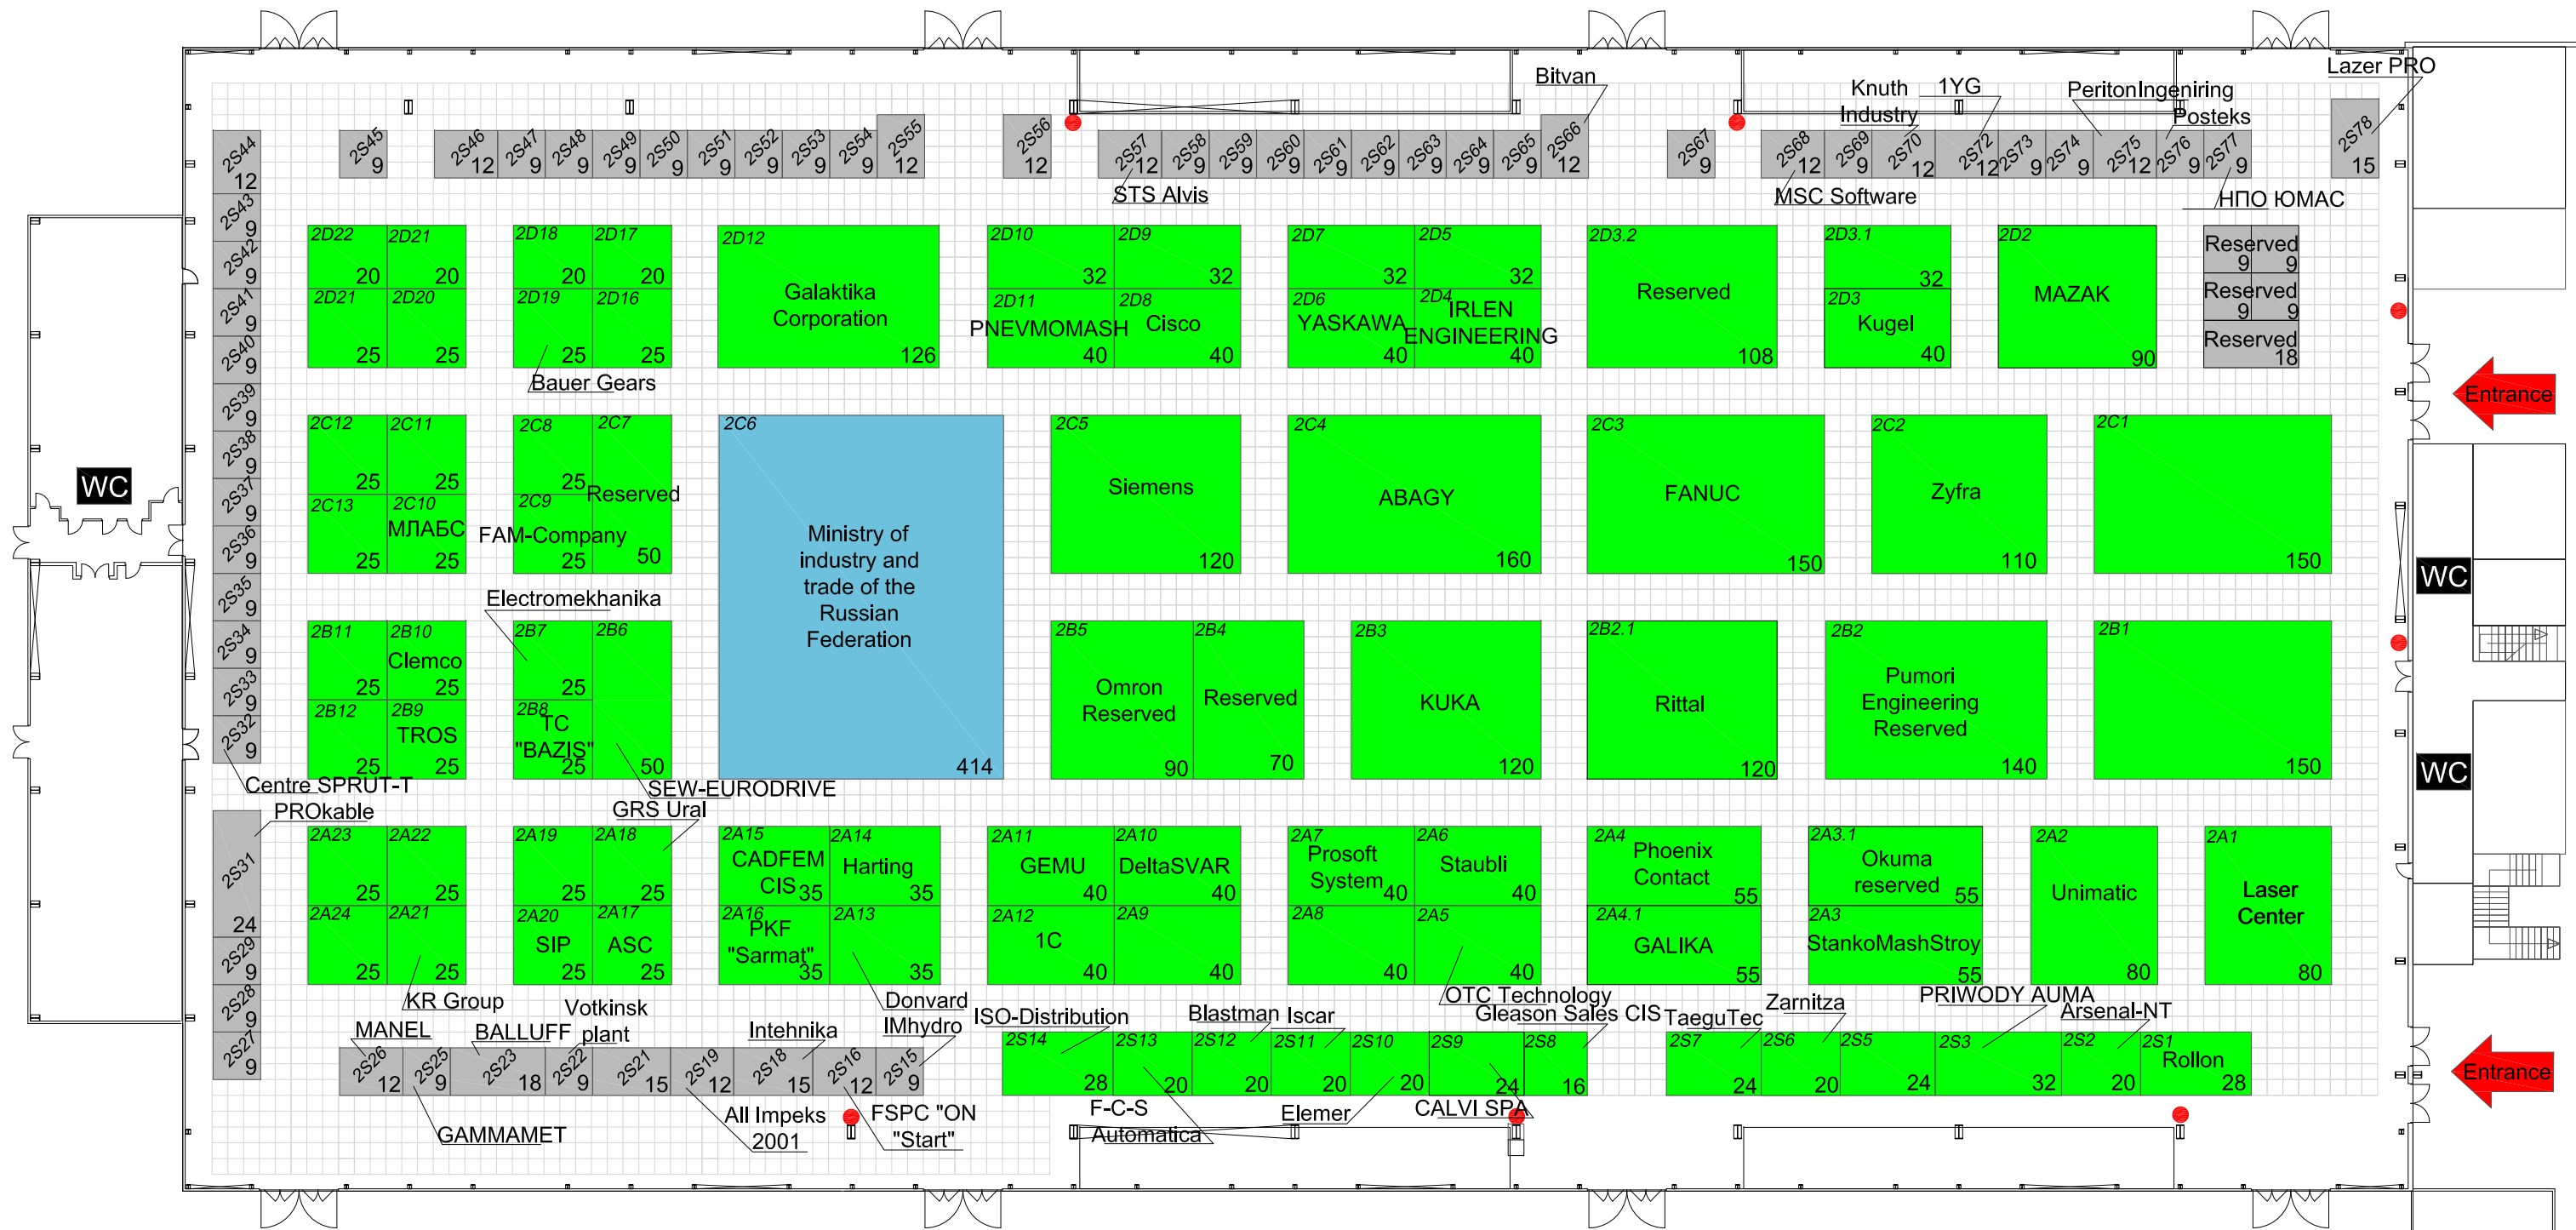 Bitvan
Knuth
Industry
1YG
PeritonIngeniring
Posteks
Lazer PRO
2S44
12
2S45
9
2S46
12
2S47
9
2S48
9
2S49
9
2S50
9
2S51
9
2S52
9
2S53
9
2S54
9
2S55
12
2S56
12
2S57
12
2S58
9
2S59
9
2S60
9
2S61
9
2S62
9
2S63
9
2S64
9
2S65
9
2S66
12
2S67
9
2S68
12
2S69
9
2S70
12
2S72
12
2S73
9
2S74
9
2S75
12
2S76
9
2S77
9
2S78
15
STS Alvis
MSC Software
НПО ЮМАС
2S43
9
2S42
9
2S41
9
2S40
9
2S39
9
2S38
9
2S37
9
2S36
9
2S35
9
2S34
9
2S33
9
2S32
9
2D22
20
2D21
20
2D21
25
2D20
25
2D18
20
2D17
20
2D19
25
2D16
25
Bauer Gears
2D12
Galaktika
Corporation
126
2D10
32
2D9
32
2D11
PNEVMOMASH
40
2D8
Cisco
40
2D7
32
2D5
32
2D6
YASKAWA
40
2D4
IRLEN
ENGINEERING
40
2D3.2
Reserved
108
2D3.1
32
2D3
Kugel
40
2D2
MAZAK
90
Reserved
9
9
Reserved
9
9
Reserved
18
Entrance
2C12
25
2C11
25
2C13
25
2C10
МЛАБС
25
2C8
25
2C7
Reserved
50
2C9
FAM-Company
25
2C6
Ministry of
industry and
trade of the
Russian
Federation
414
2C5
Siemens
120
2C4
ABAGY
160
2C3
FANUC
150
2C2
Zyfra
110
2C1
150
WC
WC
WC
Electromekhanika
2B11
25
2B10
Clemco
25
2B12
25
2B9
TROS
25
2B7
25
2B6
50
2B8
TC
"BAZIS"
25
2B5
Omron
Reserved
90
2B4
Reserved
70
2B3
KUKA
120
2B2.1
Rittal
120
2B2
Pumori
Engineering
Reserved
140
2B1
150
Centre SPRUT-T
PROkable
SEW-EURODRIVE
GRS Ural
2S31
24
2S29
9
2S28
9
2S27
9
2A23
25
2A22
25
2A24
25
2A21
25
2A19
25
2A18
25
2A20
SIP
25
2A17
ASC
25
2A15
CADFEM
CIS
35
2A14
Harting
35
2A16
PKF
"Sarmat"
35
2A13
35
2A11
GEMU
40
2A10
DeltaSVAR
40
2A12
1C
40
2A9
40
2A7
Prosoft
System
40
2A6
Staubli
40
2A8
40
2A5
40
2A4
Phoenix
Contact
55
2A4.1
GALIKA
55
2A3.1
Okuma
reserved
55
2A3
StankoMashStroy
55
2A2
Unimatic
80
2A1
Laser
Center
80
KR Group
MANEL
BALLUFF
Votkinsk
plant
Intehnika
Donvard
IMhydro
ISO-Distribution
Blastman
Iscar
OTC Technology
Gleason Sales CIS
TaeguTec
Zarnitza
PRIWODY AUMA
Arsenal-NT
2S26
12
2S25
9
2S23
18
2S22
9
2S21
15
2S19
12
2S18
15
2S16
12
2S15
9
2S14
28
2S13
20
2S12
20
2S11
20
2S10
20
2S9
24
2S8
16
2S7
24
2S6
20
2S5
24
2S3
32
2S2
20
2S1
Rollon
28
Entrance
GAMMAMET
All Impeks
2001
FSPC "ON
"Start"
F-C-S
Automatica
Elemer
CALVI SPA